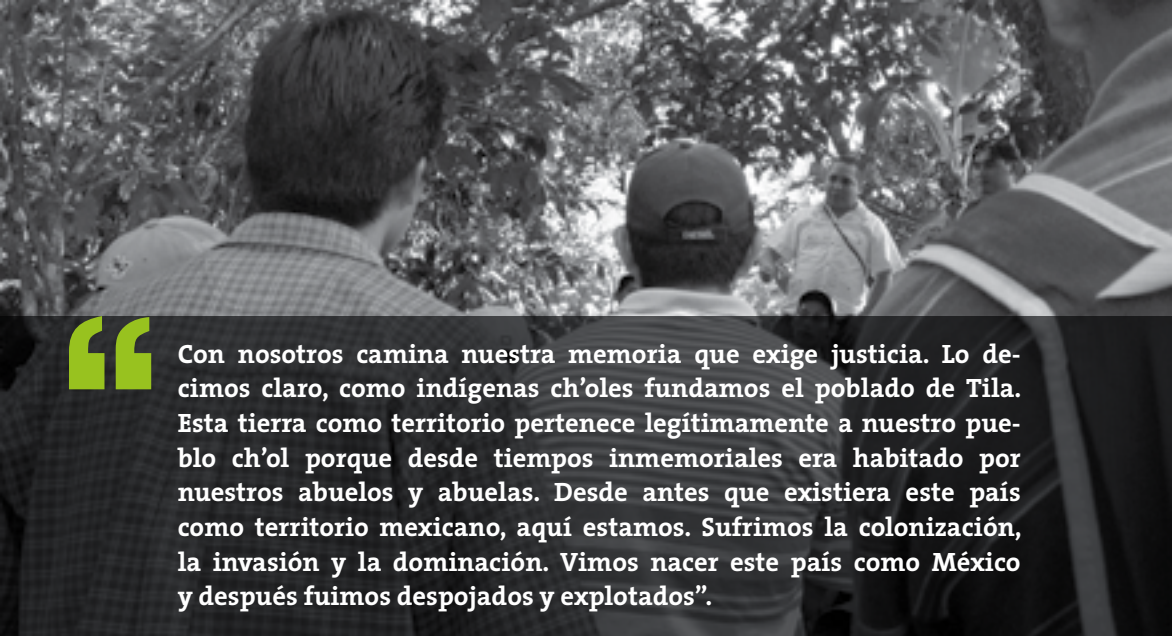 “
Con nosotros camina nuestra memoria que exige justicia. Lo de-
cimos claro, como indígenas ch’oles fundamos el poblado de Tila.
Esta tierra como territorio pertenece legítimamente a nuestro pue-
blo ch’ol porque desde tiempos inmemoriales era habitado por
nuestros abuelos y abuelas. Desde antes que existiera este país
como territorio mexicano, aquí estamos. Sufrimos la colonización,
la invasión y la dominación. Vimos nacer este país como México
y después fuimos despojados y explotados”.